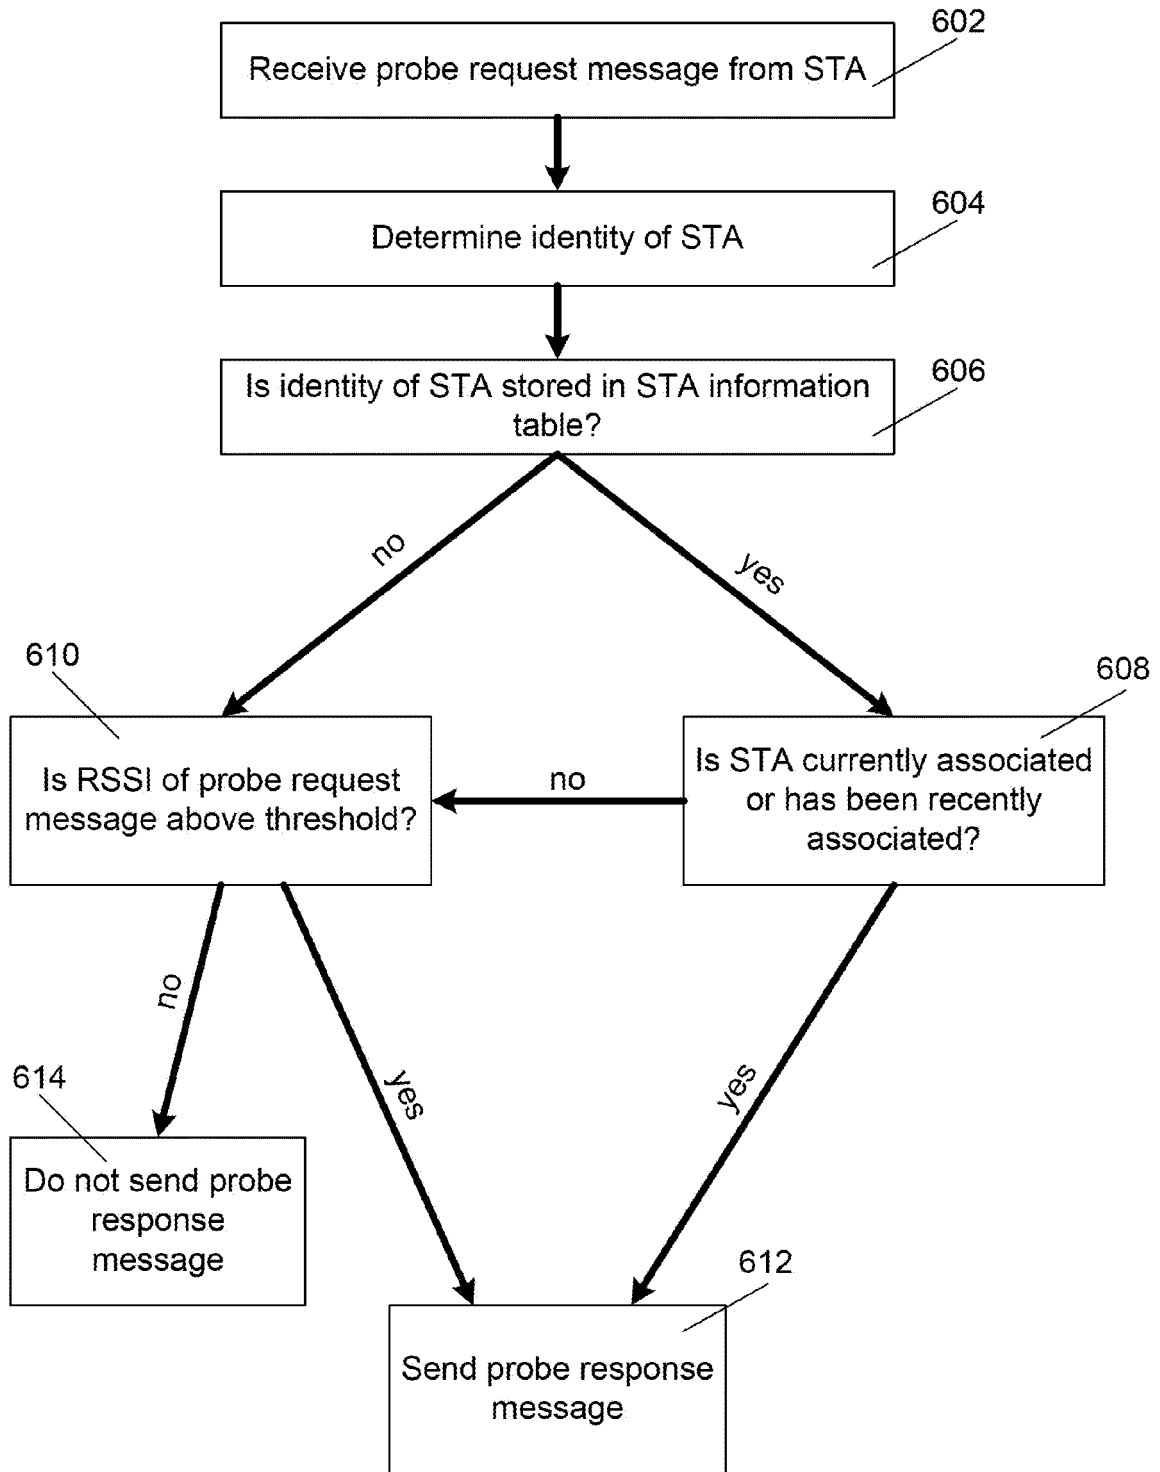 602
Receive probe request message from STA
604
Determine identity of STA
606
Is identity of STA stored in STA information
table?
no
yes
610
608
Is RSSI of probe request
message above threshold?
no
Is STA currently associated
or has been recently
associated?
no
yes
yes
614
Do not send probe
response
message
612
Send probe response
message